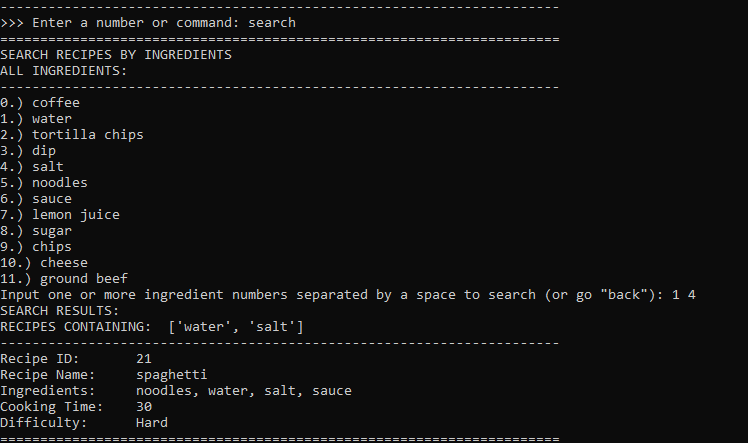 ----------------------------------------------------------------------
>>> Enter a number or command: search
======================================================================
SEARCH RECIPES BY INGREDIENTS
ALL INGREDIENTS:
----------------------------------------------------------------------
0.) coffee
1.) water
2.) tortilla chips
3.) dip
4.) salt
5.) noodles
6.) sauce
7.) lemon juice
8.) sugar
9.) chips
10.) cheese
11.) ground beef
Input one or more ingredient numbers separated by a space to search (or go "back"): 1 4
SEARCH RESULTS:
RECIPES CONTAINING:  ['water', 'salt']
----------------------------------------------------------------------
Recipe ID:       21
Recipe Name:     spaghetti
Ingredients:     noodles, water, salt, sauce
Cooking Time:    30
Difficulty:      Hard
======================================================================